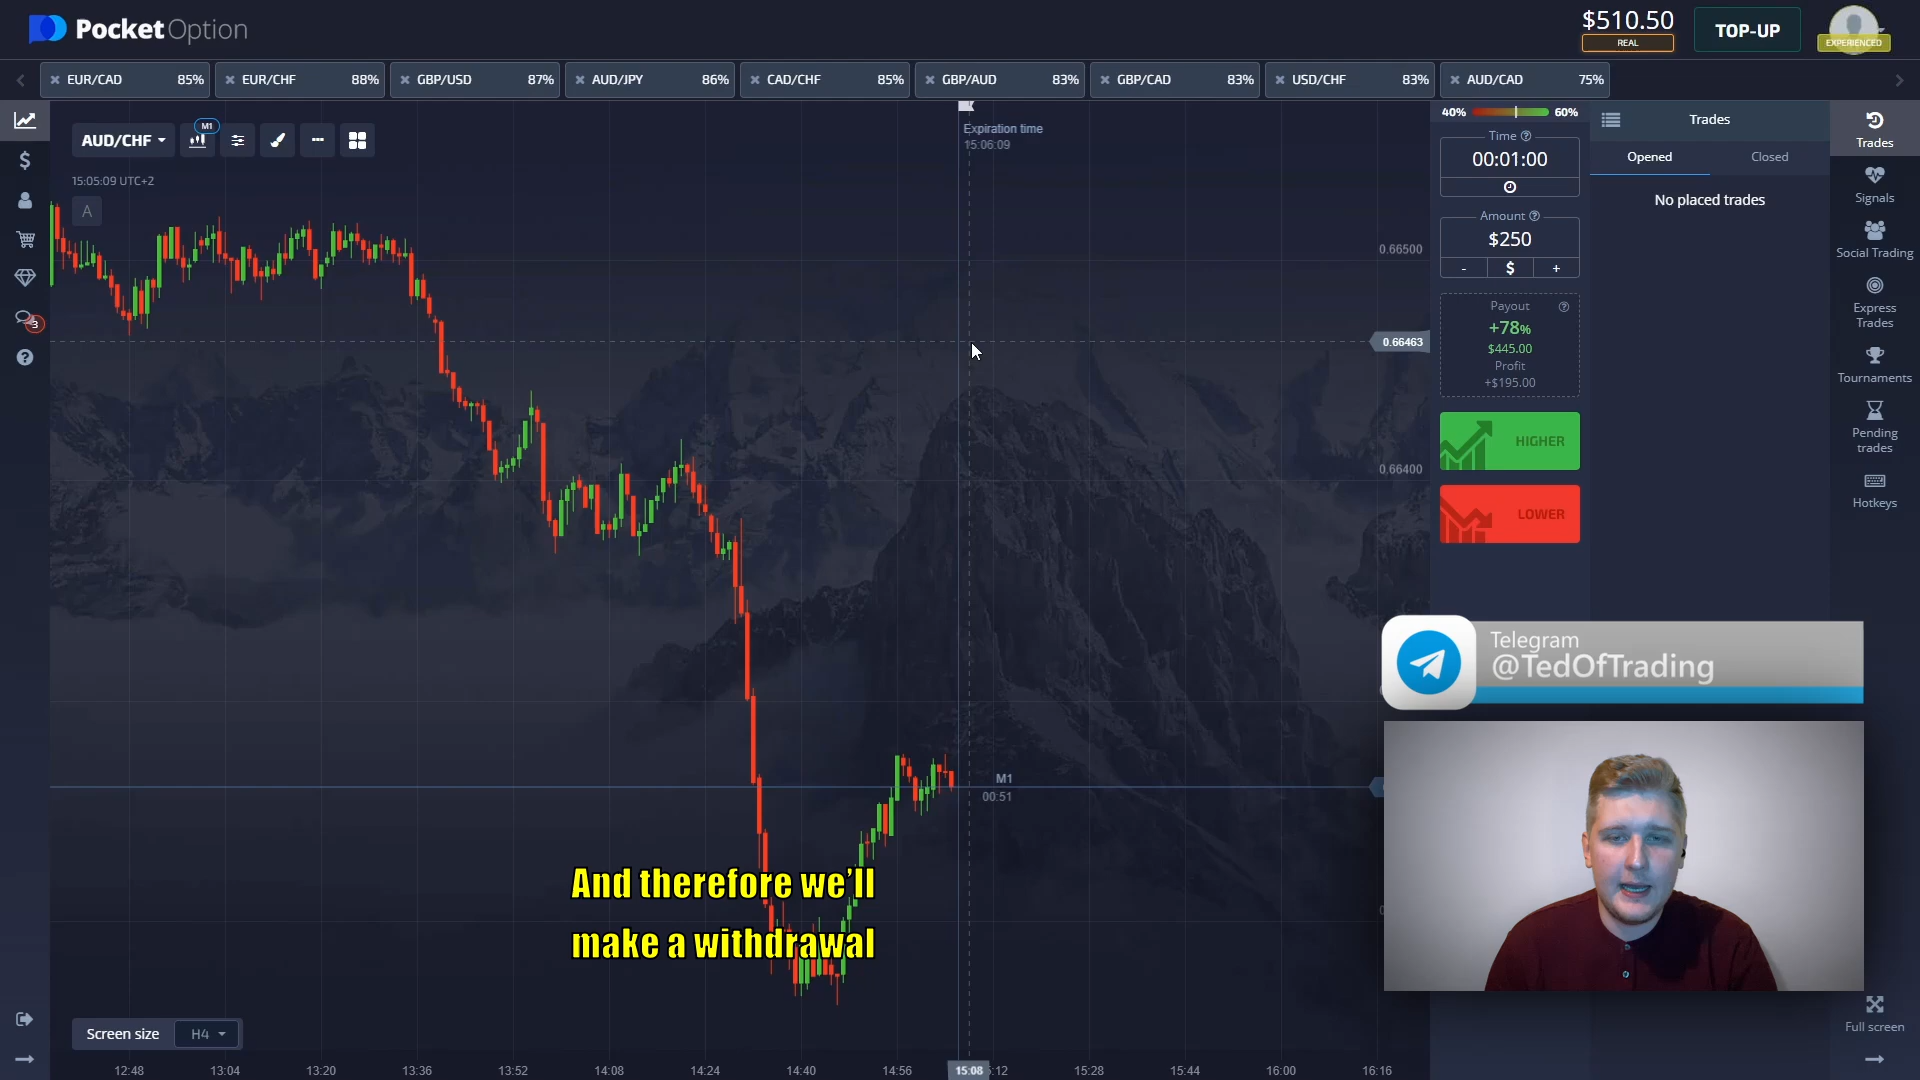 PocketOption
$510.50
REAL
TOP-UP
EXPERIENCED
EUR/CAD 85%
EUR/CHF 88%
GBP/USD 87%
AUD/JPY 86%
CAD/CHF 85%
GBP/AUD 83%
GBP/CAD 83%
USD/CHF 83%
AUD/CAD 75%
AUD/CHF
M1
15:05:09 UTC+2
A
Expiration time
15:06:09
0.66500
0.66463
0.66400
M1
00:51
40% 60%
Time
00:01:00
Amount
$250
- $ +
Payout
+78%
$445.00
Profit
+$195.00
HIGHER
LOWER
Trades
Opened Closed
No placed trades
Trades
Signals
Social Trading
Express
Trades
Tournaments
Pending
trades
Hotkeys
3
Telegram
@TedOfTrading
And therefore we'll
make a withdrawal
Screen size H4
Full screen
12:48 13:04 13:20 13:36 13:52 14:08 14:24 14:40 14:56 15:08 5:12 15:28 15:44 16:00 16:16